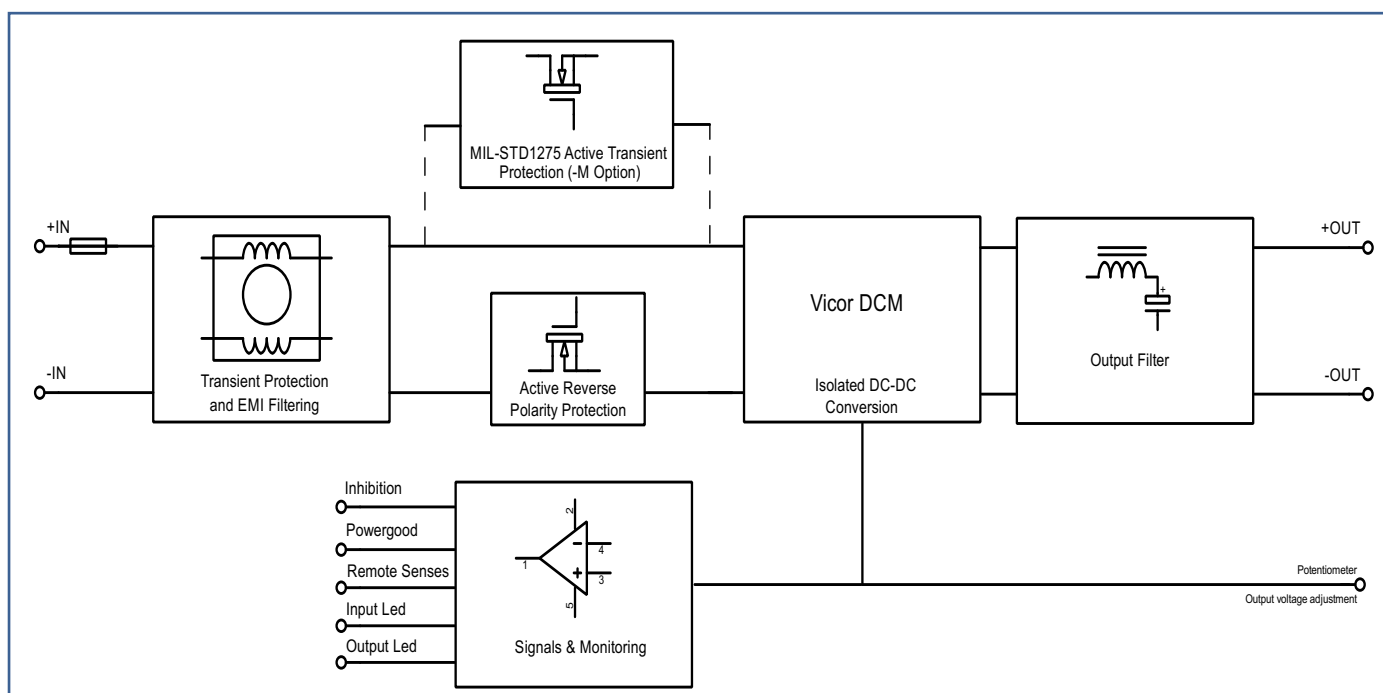 MIL-STD1275 Active Transient
Protection (-M Option)
+IN
-IN
Transient Protection
and EMI Filtering
Active Reverse
Polarity Protection
Vicor DCM
Isolated DC-DC
Conversion
+
Output Filter
+OUT
-OUT
Inhibition
Powergood
Remote Senses
Input Led
Output Led
2
1
-
4
+
3
5
Signals & Monitoring
Potentiometer
Output voltage adjustment